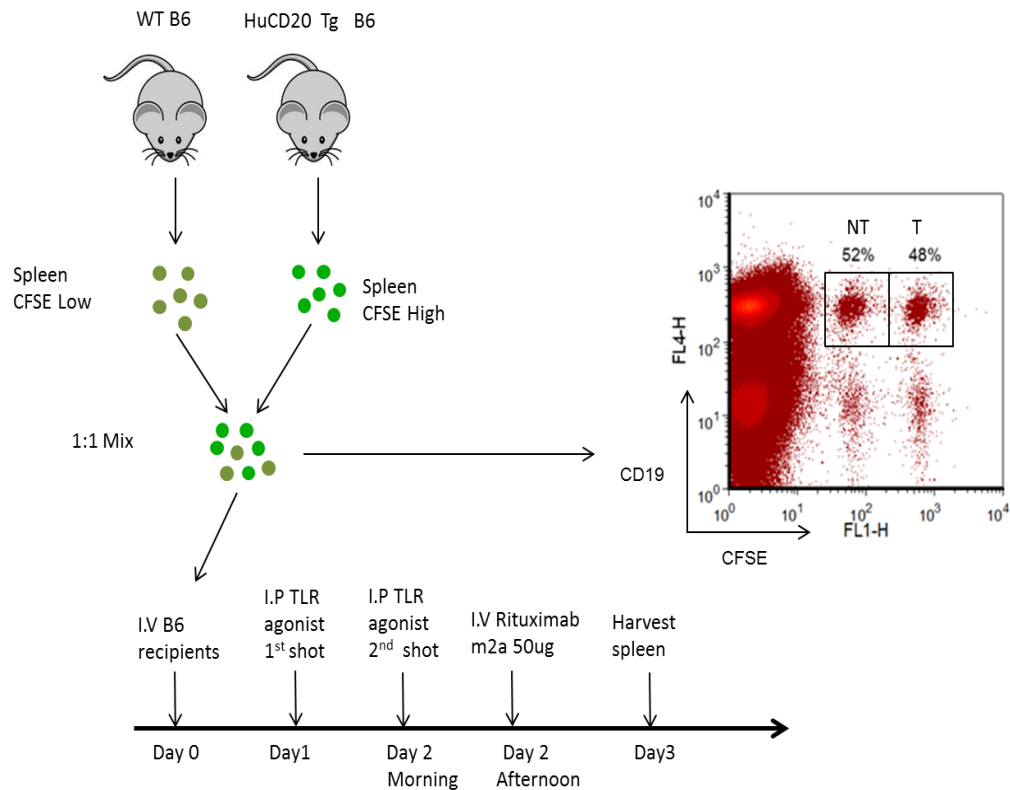 WT B6
HuCD20 Tg B6
Spleen
CFSE Low
Spleen
CFSE High
1:1 Mix
NT
T
52%
48%
10^4
10^3
10^2
10^1
10^0
FL4-H
10^0
10^1
10^2
10^3
10^4
FL1-H
CD19
CFSE
I.V B6
recipients
I.P TLR
agonist
1st shot
I.P TLR
agonist
2nd shot
I.V Rituximab
m2a 50ug
Harvest
spleen
Day 0
Day1
Day 2
Morning
Day 2
Afternoon
Day3